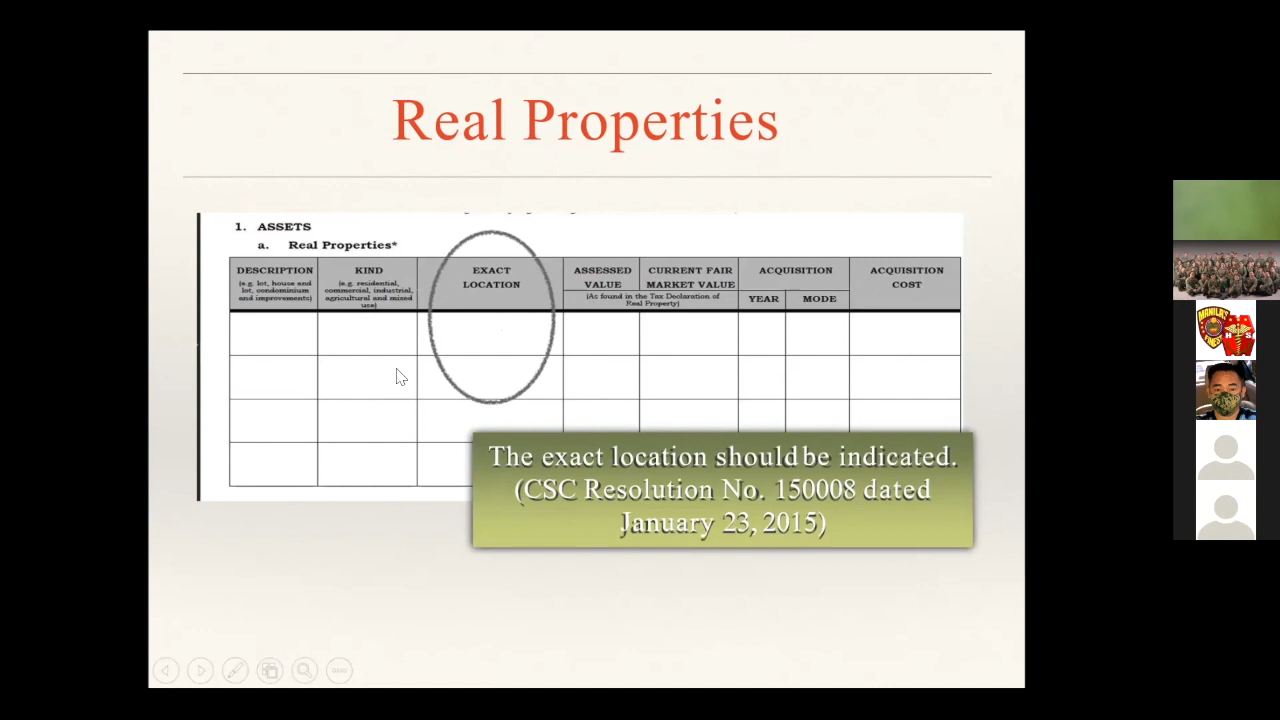 Real Properties
1. ASSETS
a. Real Properties*
DESCRIPTION
(e.g. lot, house and
lot, condominium
and improvements)
KIND
(e.g. residential,
commercial, industrial,
agricultural and mixed
use)
EXACT
LOCATION
ASSESSED
VALUE
CURRENT FAIR
MARKET VALUE
(As found in the Tax Declaration of
Real Property)
ACQUISITION
YEAR
MODE
ACQUISITION
COST
The exact location should be indicated.
(CSC Resolution No. 150008 dated
January 23, 2015)
MANILA'S
FINEST